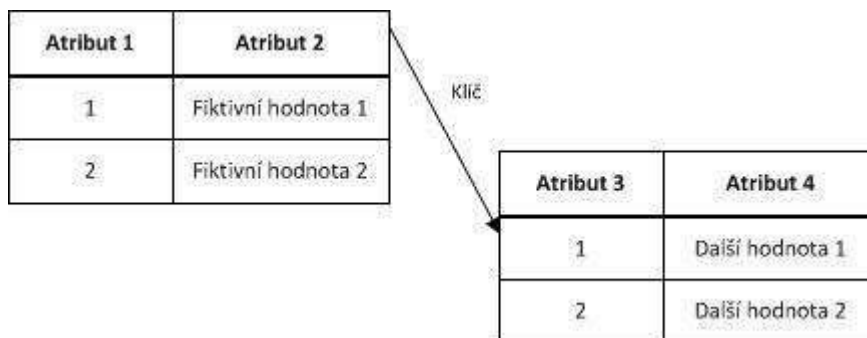 Atribut 1 Atribut 2
1 Fiktivní hodnota 1
2 Fiktivní hodnota 2
Klíč
Atribut 3 Atribut 4
1 Další hodnota 1
2 Další hodnota 2